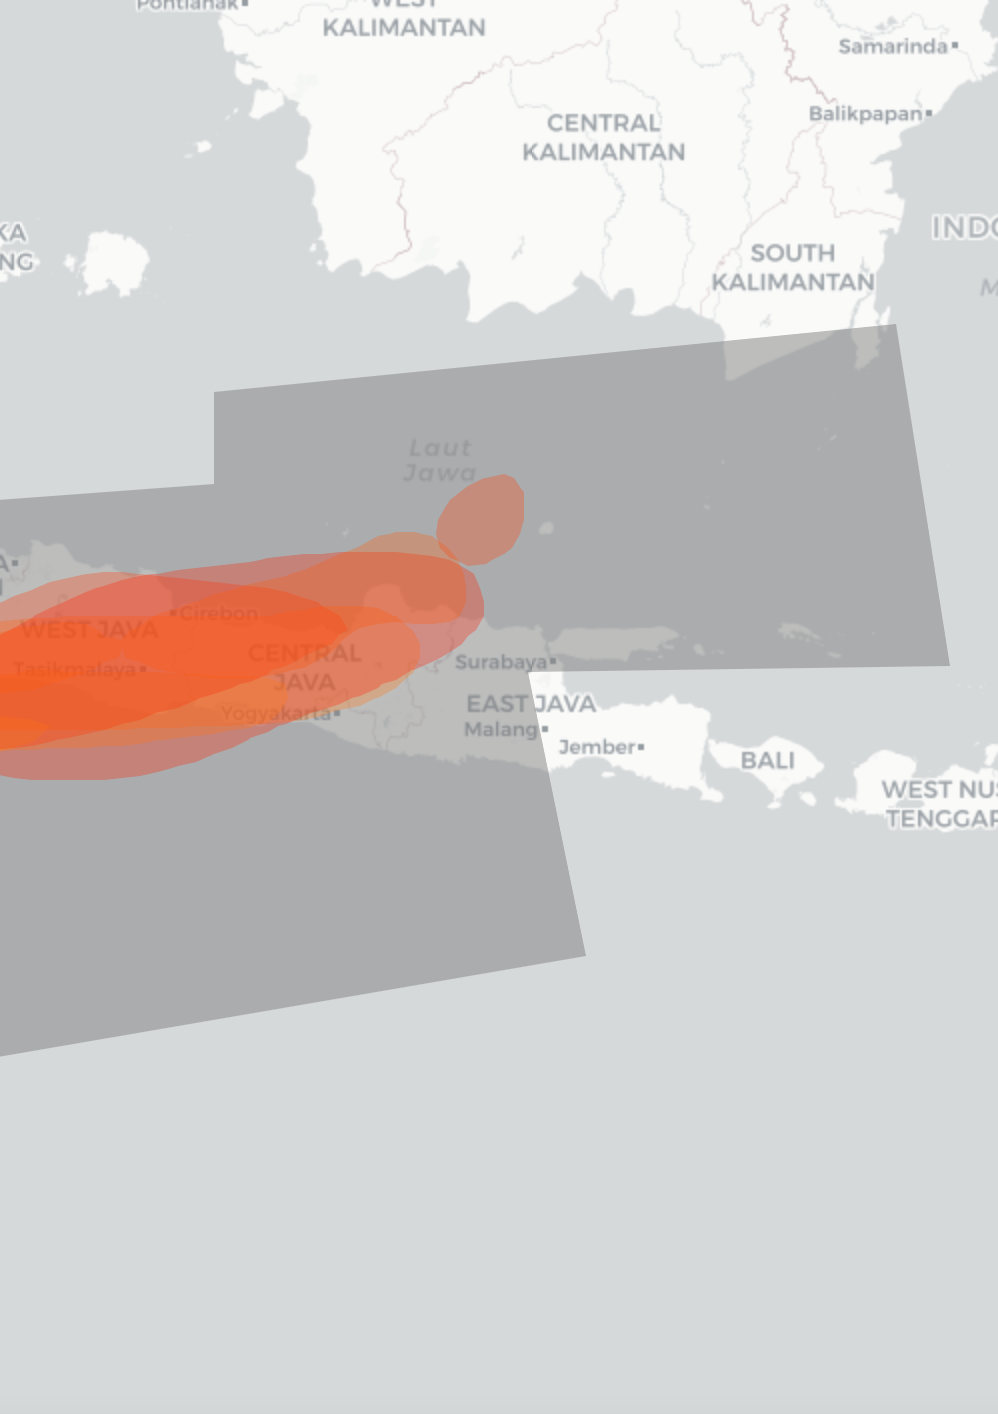 Pontianak
WEST
KALIMANTAN
Samarinda
Balikpapan
CENTRAL
KALIMANTAN
KA
NG
INDO
SOUTH
KALIMANTAN
M
Laut
Jawa
A
Cirebon
WEST JAVA
CENTRAL
JAVA
Tasikmalaya
Surabaya
Yogyakarta
EAST JAVA
Malang
Jember
BALI
WEST NUS
TENGGAR